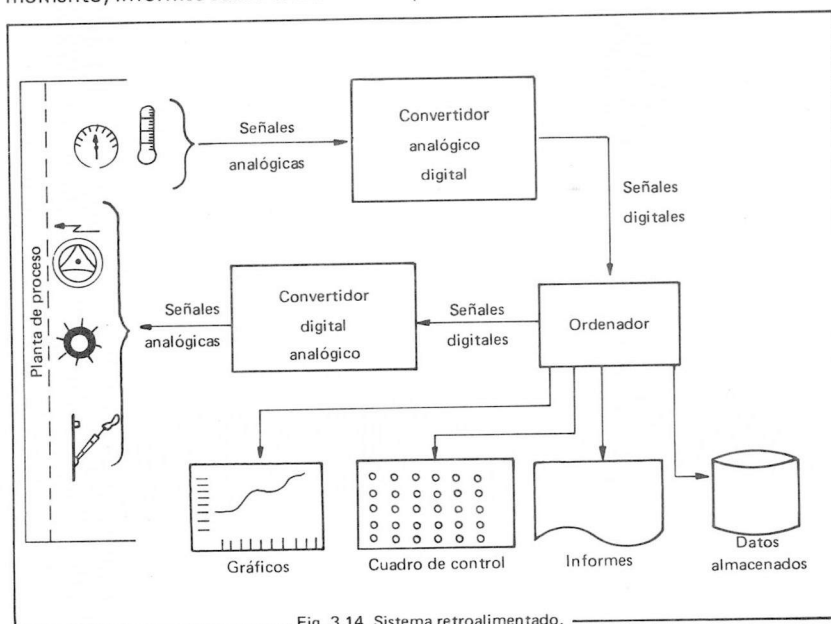 Planta de proceso
Señales
analógicas
Convertidor
analógico
digital
Señales
digitales
Señales
analógicas
Convertidor
digital
analógico
Señales
digitales
Ordenador
Gráficos
Cuadro de control
Informes
Datos
almacenados
Fig. 3.14. Sistema retroalimentado.